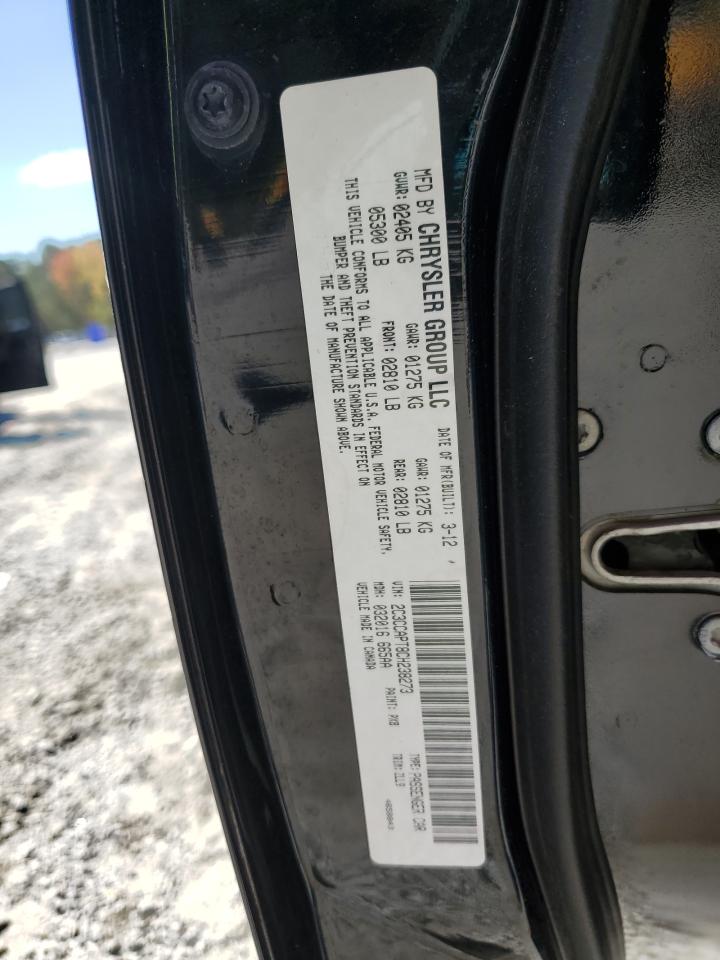 MFD BY CHRYSLER GROUP LLC
DATE OF MFR(BUILT): 3-12
GVWR: 02405 KG GAWR: 01275 KG GAWR: 01275 KG
05300 LB FRONT: 02810 LB REAR: 02810 LB
THIS VEHICLE CONFORMS TO ALL APPLICABLE U.S.A. FEDERAL MOTOR VEHICLE SAFETY,
BUMPER AND THEFT PREVENTION STANDARDS IN EFFECT ON
THE DATE OF MANUFACTURE SHOWN ABOVE.
VIN: 2C3CCAPT8CH238273 TYPE: PASSENGER CAR
MDH: 032016 665AA PAINT: PX8 TRIM: ZLL9
VEHICLE MADE IN CANADA